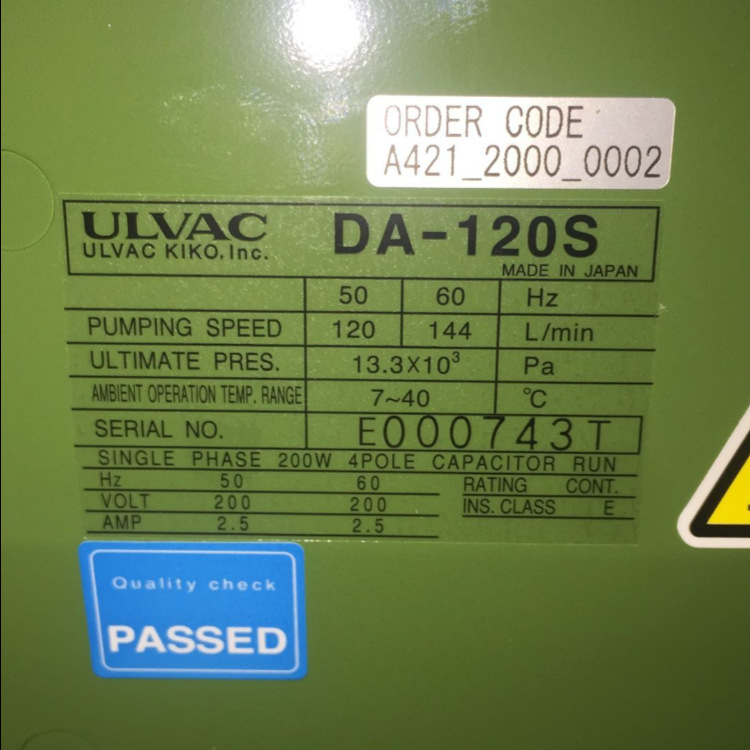 ORDER CODE
A421_2000_0002
ULVAC DA-120S
ULVAC KIKO, Inc.
MADE IN JAPAN
50 60 Hz
PUMPING SPEED 120 144 L/min
ULTIMATE PRES. 13.3X10³ Pa
AMBIENT OPERATION TEMP. RANGE 7~40 °C
SERIAL NO. E000743T
SINGLE PHASE 200W 4POLE CAPACITOR RUN
Hz 50 60 RATING CONT.
VOLT 200 200 INS. CLASS E
AMP 2.5 2.5
Quality check
PASSED